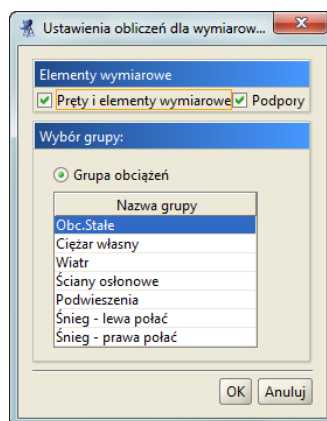 Ustawienia obliczeń dla wymiarow...
Elementy wymiarowe
Pręty i elementy wymiarowe Podpory
Wybór grupy:
Grupa obciążeń
Nazwa grupy
Obc.Stałe
Ciężar własny
Wiatr
Ściany osłonowe
Podwieszenia
Śnieg - lewa połać
Śnieg - prawa połać
OK Anuluj